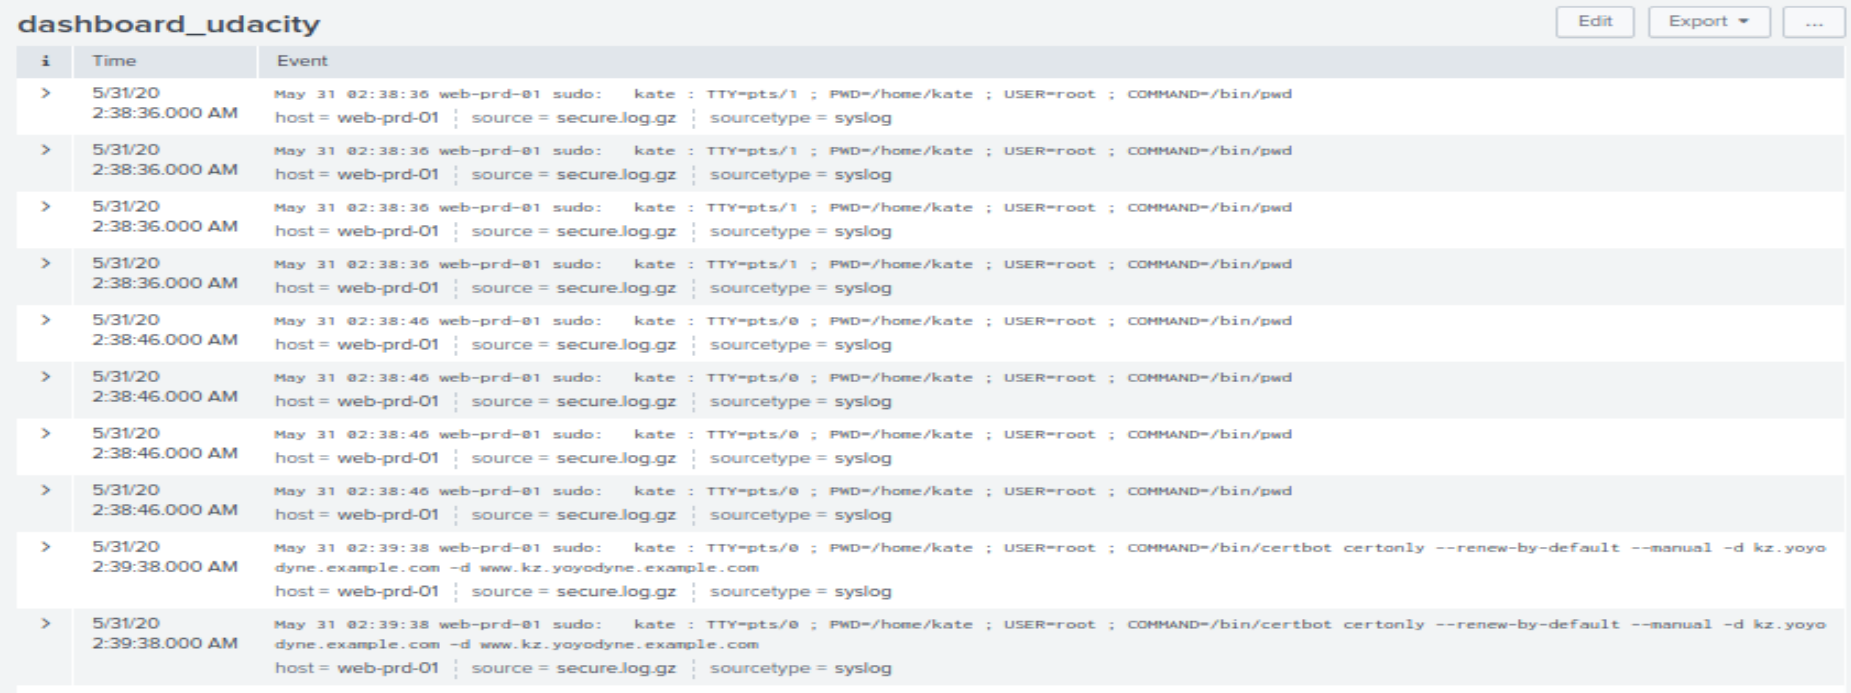 dashboard_udacity
Edit
Export
...
i Time Event
> 5/31/20 2:38:36.000 AM
May 31 02:38:36 web-prd-01 sudo: kate : TTY=pts/1 ; PWD=/home/kate ; USER=root ; COMMAND=/bin/pwd
host = web-prd-01 source = secure.log.gz sourcetype = syslog
> 5/31/20 2:38:36.000 AM
May 31 02:38:36 web-prd-01 sudo: kate : TTY=pts/1 ; PWD=/home/kate ; USER=root ; COMMAND=/bin/pwd
host = web-prd-01 source = secure.log.gz sourcetype = syslog
> 5/31/20 2:38:36.000 AM
May 31 02:38:36 web-prd-01 sudo: kate : TTY=pts/1 ; PWD=/home/kate ; USER=root ; COMMAND=/bin/pwd
host = web-prd-01 source = secure.log.gz sourcetype = syslog
> 5/31/20 2:38:36.000 AM
May 31 02:38:36 web-prd-01 sudo: kate : TTY=pts/1 ; PWD=/home/kate ; USER=root ; COMMAND=/bin/pwd
host = web-prd-01 source = secure.log.gz sourcetype = syslog
> 5/31/20 2:38:46.000 AM
May 31 02:38:46 web-prd-01 sudo: kate : TTY=pts/0 ; PWD=/home/kate ; USER=root ; COMMAND=/bin/pwd
host = web-prd-01 source = secure.log.gz sourcetype = syslog
> 5/31/20 2:38:46.000 AM
May 31 02:38:46 web-prd-01 sudo: kate : TTY=pts/0 ; PWD=/home/kate ; USER=root ; COMMAND=/bin/pwd
host = web-prd-01 source = secure.log.gz sourcetype = syslog
> 5/31/20 2:38:46.000 AM
May 31 02:38:46 web-prd-01 sudo: kate : TTY=pts/0 ; PWD=/home/kate ; USER=root ; COMMAND=/bin/pwd
host = web-prd-01 source = secure.log.gz sourcetype = syslog
> 5/31/20 2:38:46.000 AM
May 31 02:38:46 web-prd-01 sudo: kate : TTY=pts/0 ; PWD=/home/kate ; USER=root ; COMMAND=/bin/pwd
host = web-prd-01 source = secure.log.gz sourcetype = syslog
> 5/31/20 2:39:38.000 AM
May 31 02:39:38 web-prd-01 sudo: kate : TTY=pts/0 ; PWD=/home/kate ; USER=root ; COMMAND=/bin/certbot certonly --renew-by-default --manual -d kz.yoyo
dyne.example.com -d www.kz.yoyodyne.example.com
host = web-prd-01 source = secure.log.gz sourcetype = syslog
> 5/31/20 2:39:38.000 AM
May 31 02:39:38 web-prd-01 sudo: kate : TTY=pts/0 ; PWD=/home/kate ; USER=root ; COMMAND=/bin/certbot certonly --renew-by-default --manual -d kz.yoyo
dyne.example.com -d www.kz.yoyodyne.example.com
host = web-prd-01 source = secure.log.gz sourcetype = syslog